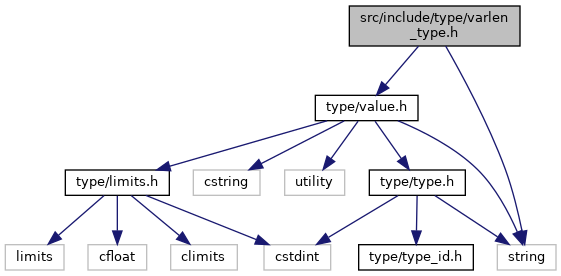 src/include/type/varlen
_type.h
type/value.h
type/limits.h
cstring
utility
type/type.h
limits
cfloat
climits
cstdint
type/type_id.h
string